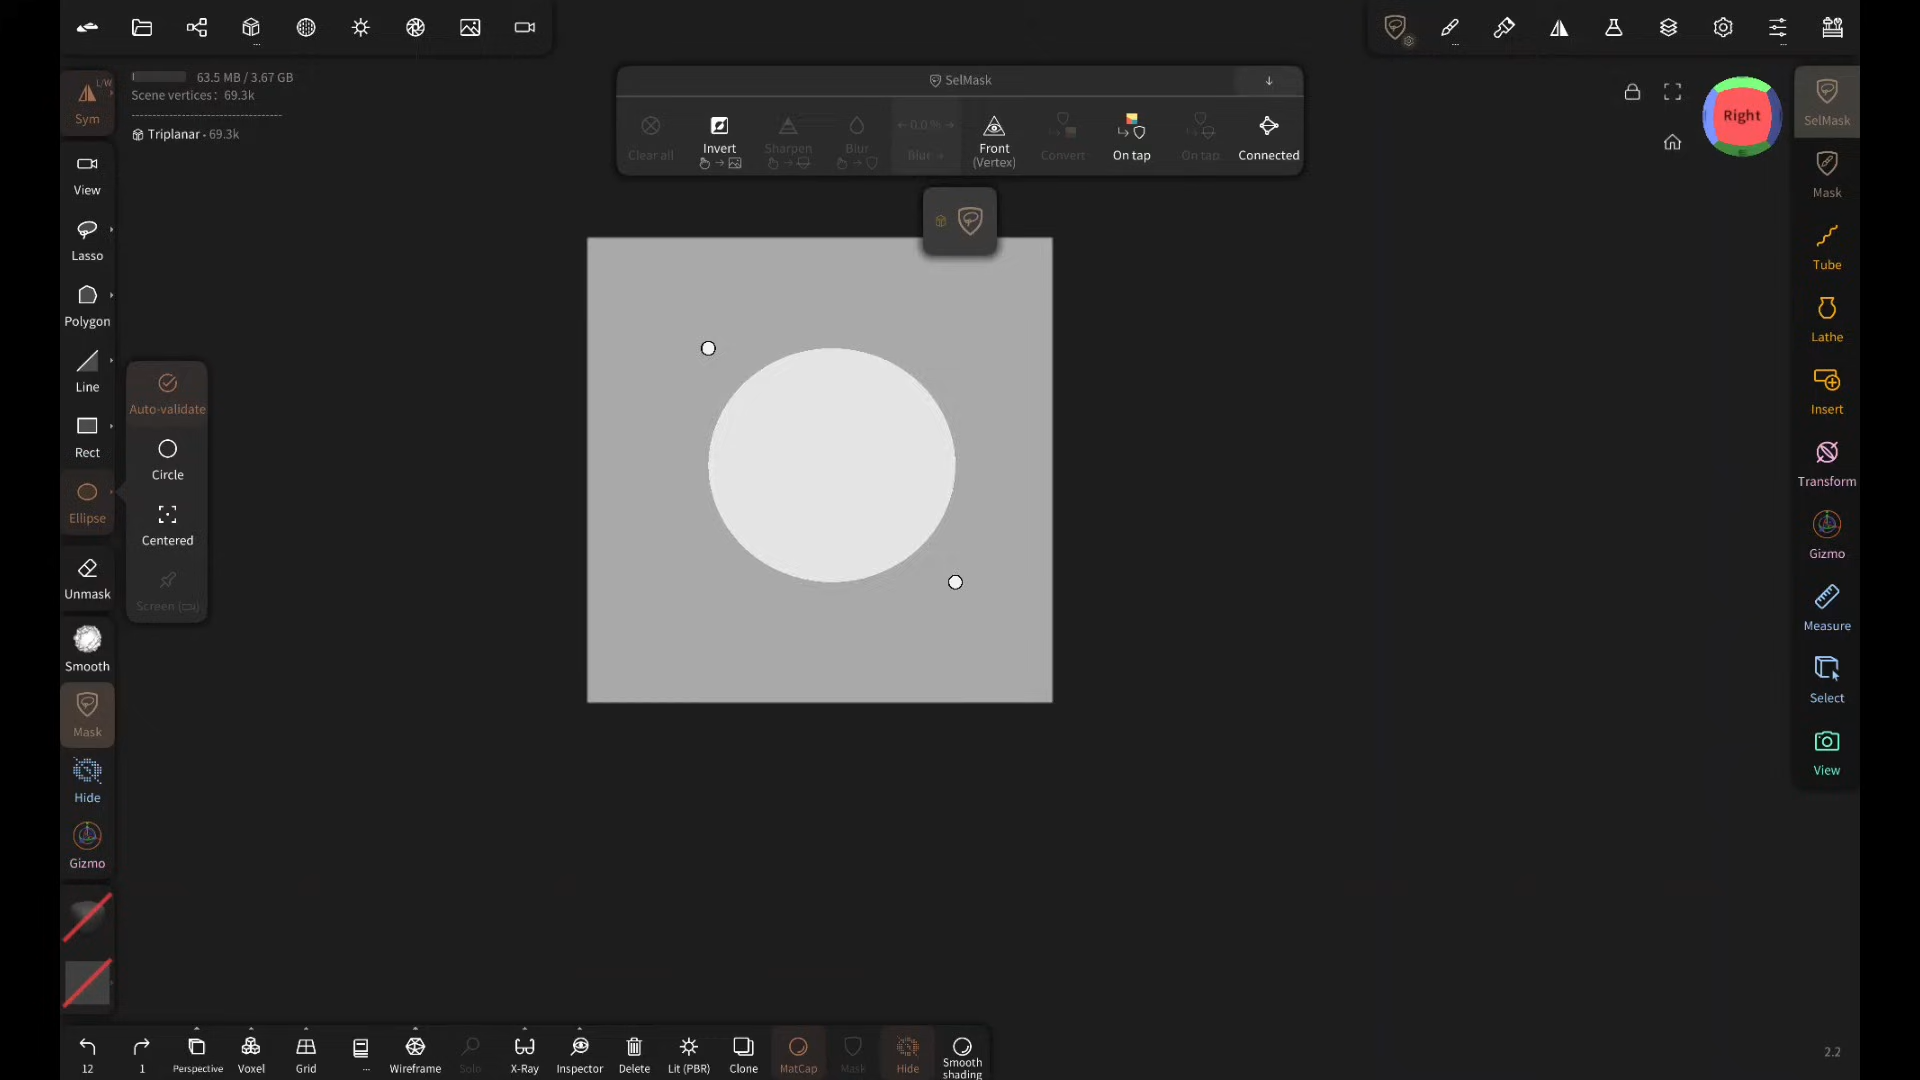 63.5 MB / 3.67 GB
Scene vertices: 69.3k
Triplanar • 69.3k
L/W
Sym
View
Lasso
Polygon
Line
Rect
Ellipse
Unmask
Smooth
Mask
Hide
Gizmo
Auto-validate
Circle
Centered
Screen
SelMask
Clear all
Invert
Sharpen
Blur
0.0 %
Blur
Front
(Vertex)
Convert
On tap
On tap
Connected
Right
SelMask
Mask
Tube
Lathe
Insert
Transform
Gizmo
Measure
Select
View
12
1
Perspective
Voxel
Grid
...
Wireframe
Solo
X-Ray
Inspector
Delete
Lit (PBR)
Clone
MatCap
Mask
Hide
Smooth
shading
2.2